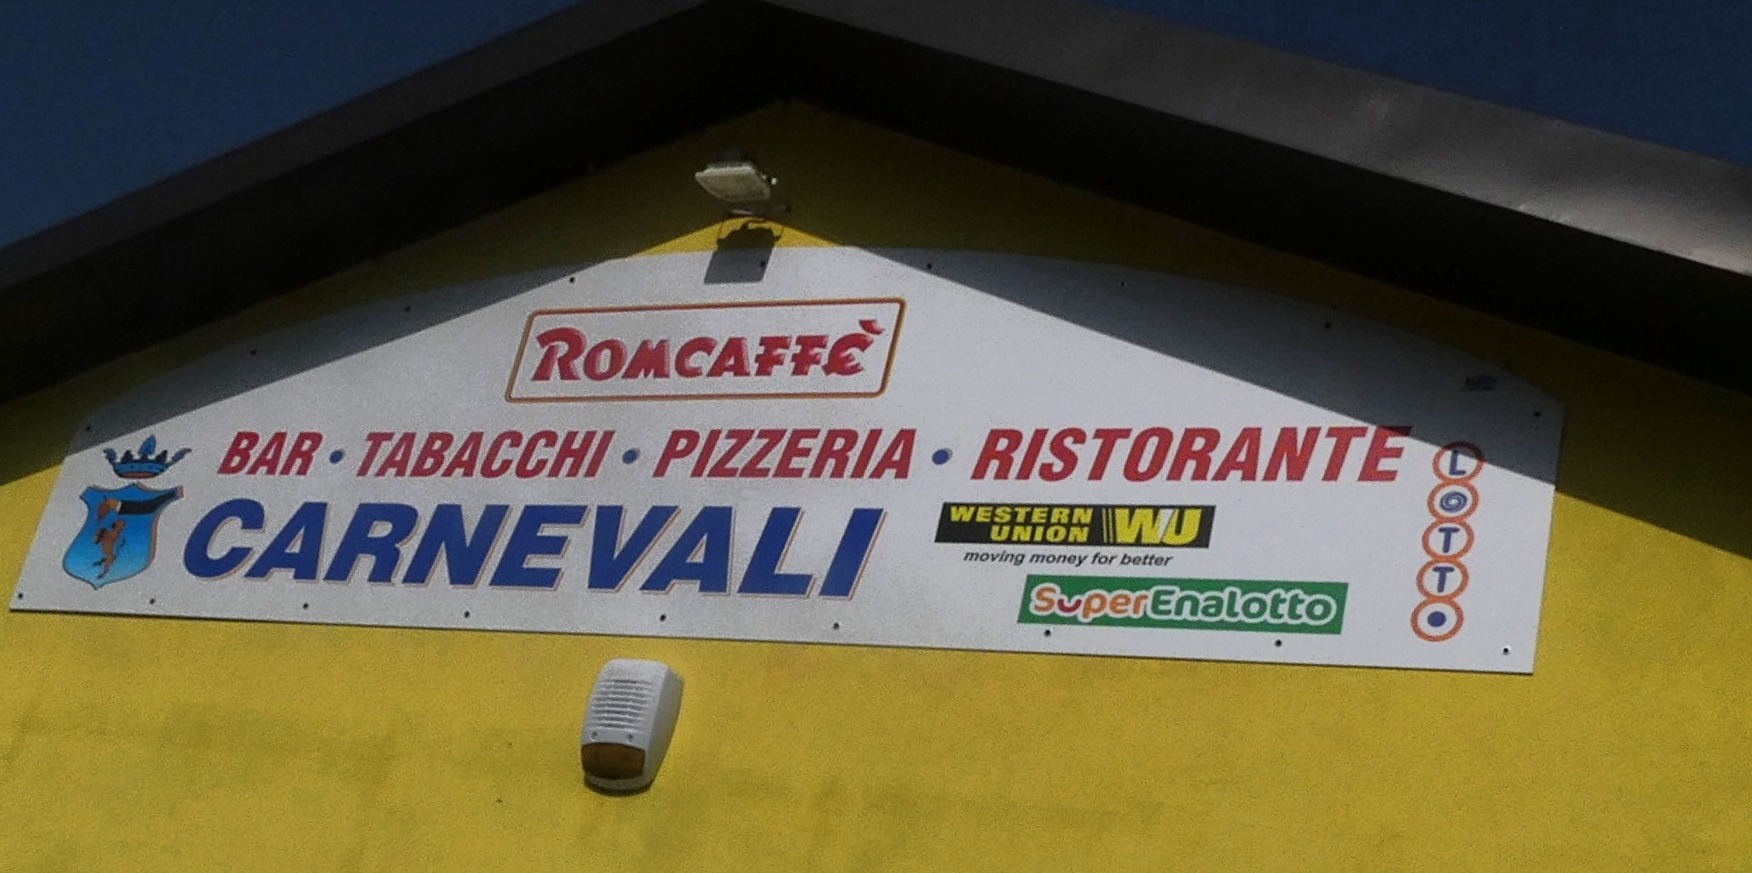 ROMCAFFÈ
BAR • TABACCHI • PIZZERIA • RISTORANTE
CARNEVALI
WESTERN
UNION WU
moving money for better
SuperEnalotto
LOTTO